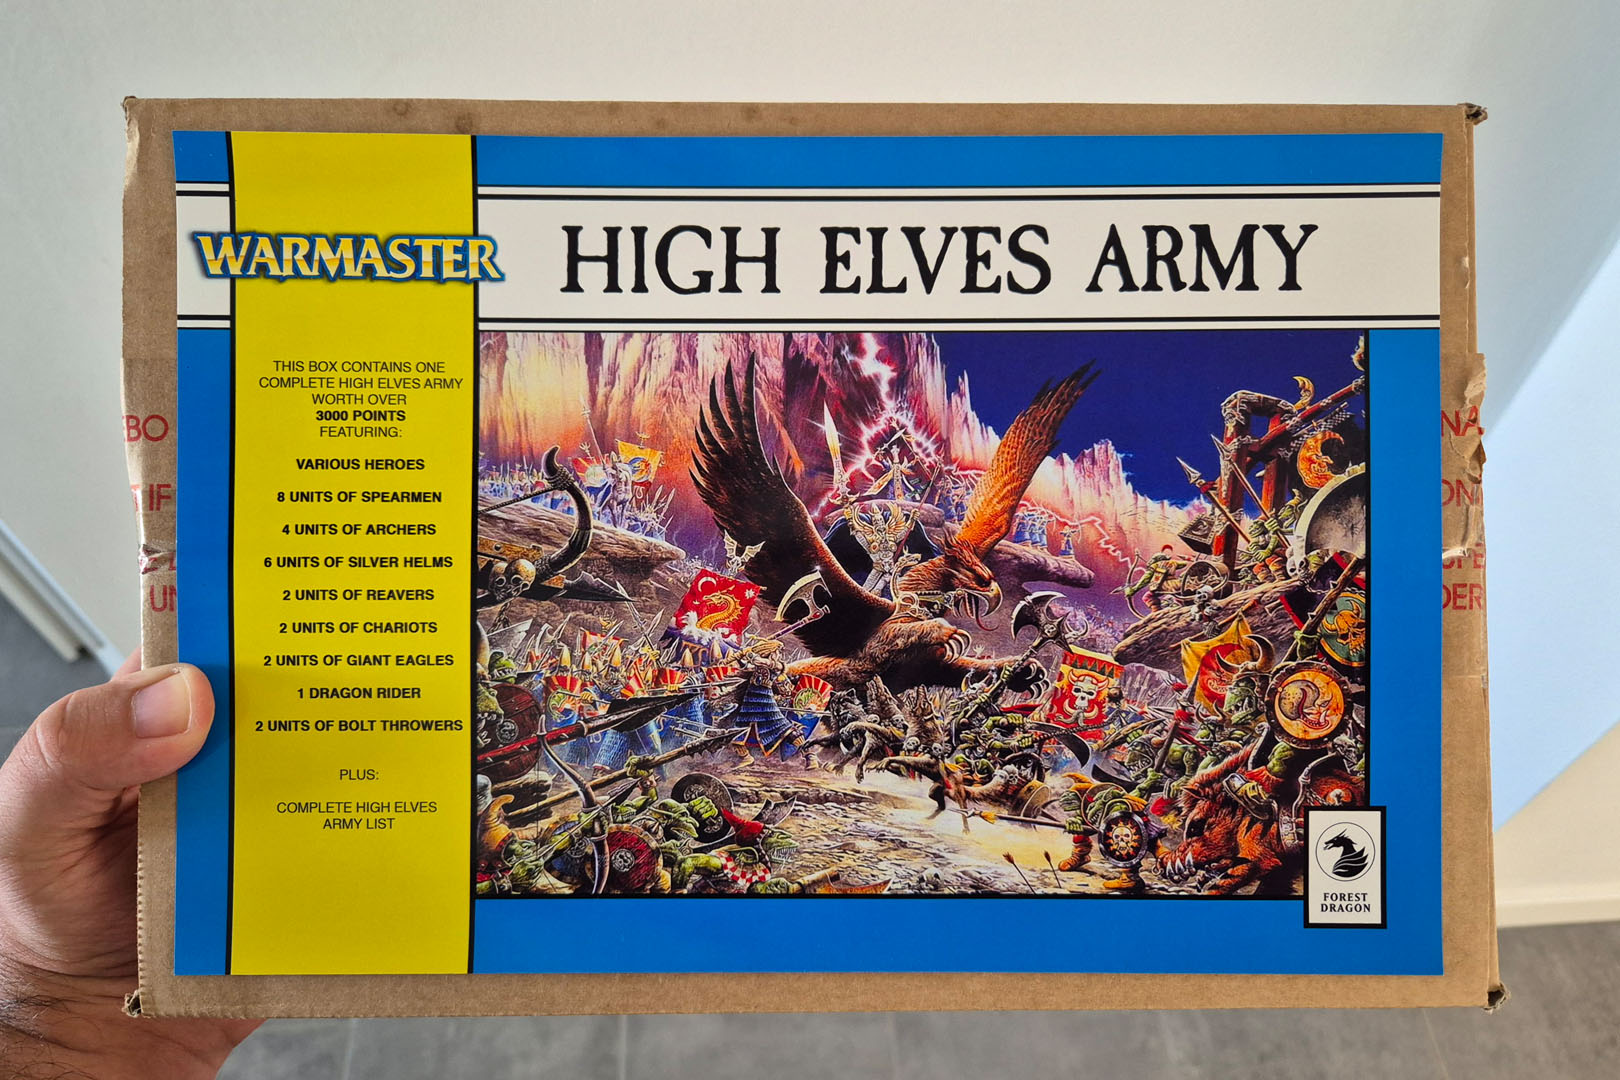 WARMASTER
HIGH ELVES ARMY
THIS BOX CONTAINS ONE
COMPLETE HIGH ELVES ARMY
WORTH OVER
3000 POINTS
FEATURING:
VARIOUS HEROES
8 UNITS OF SPEARMEN
4 UNITS OF ARCHERS
6 UNITS OF SILVER HELMS
2 UNITS OF REAVERS
2 UNITS OF CHARIOTS
2 UNITS OF GIANT EAGLES
1 DRAGON RIDER
2 UNITS OF BOLT THROWERS
PLUS:
COMPLETE HIGH ELVES
ARMY LIST
FOREST
DRAGON
IF